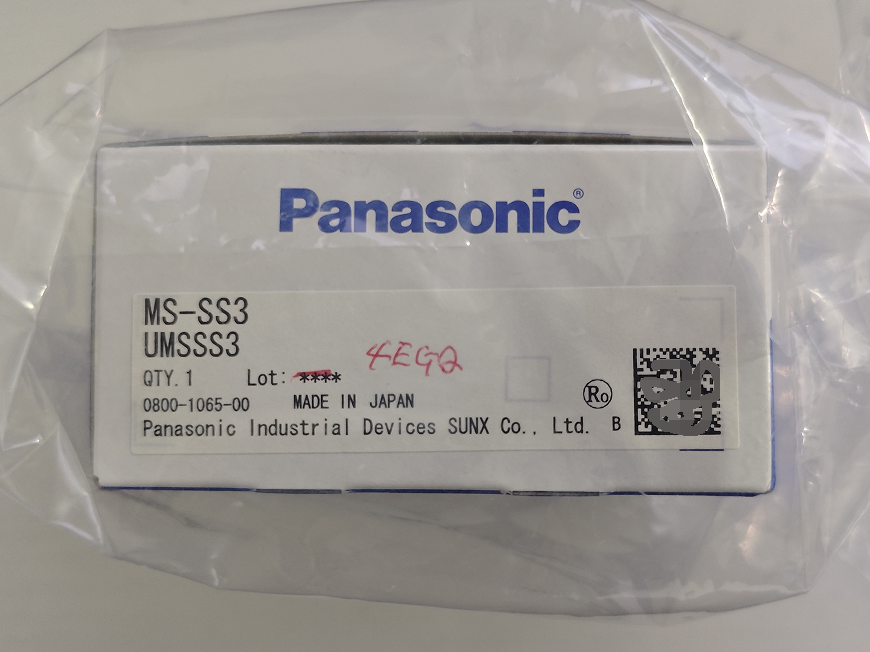 Panasonic®
MS-SS3
UMSSS3
4EG2
QTY.1 Lot: ****
0800-1065-00 MADE IN JAPAN
Ro
Panasonic Industrial Devices SUNX Co., Ltd. B